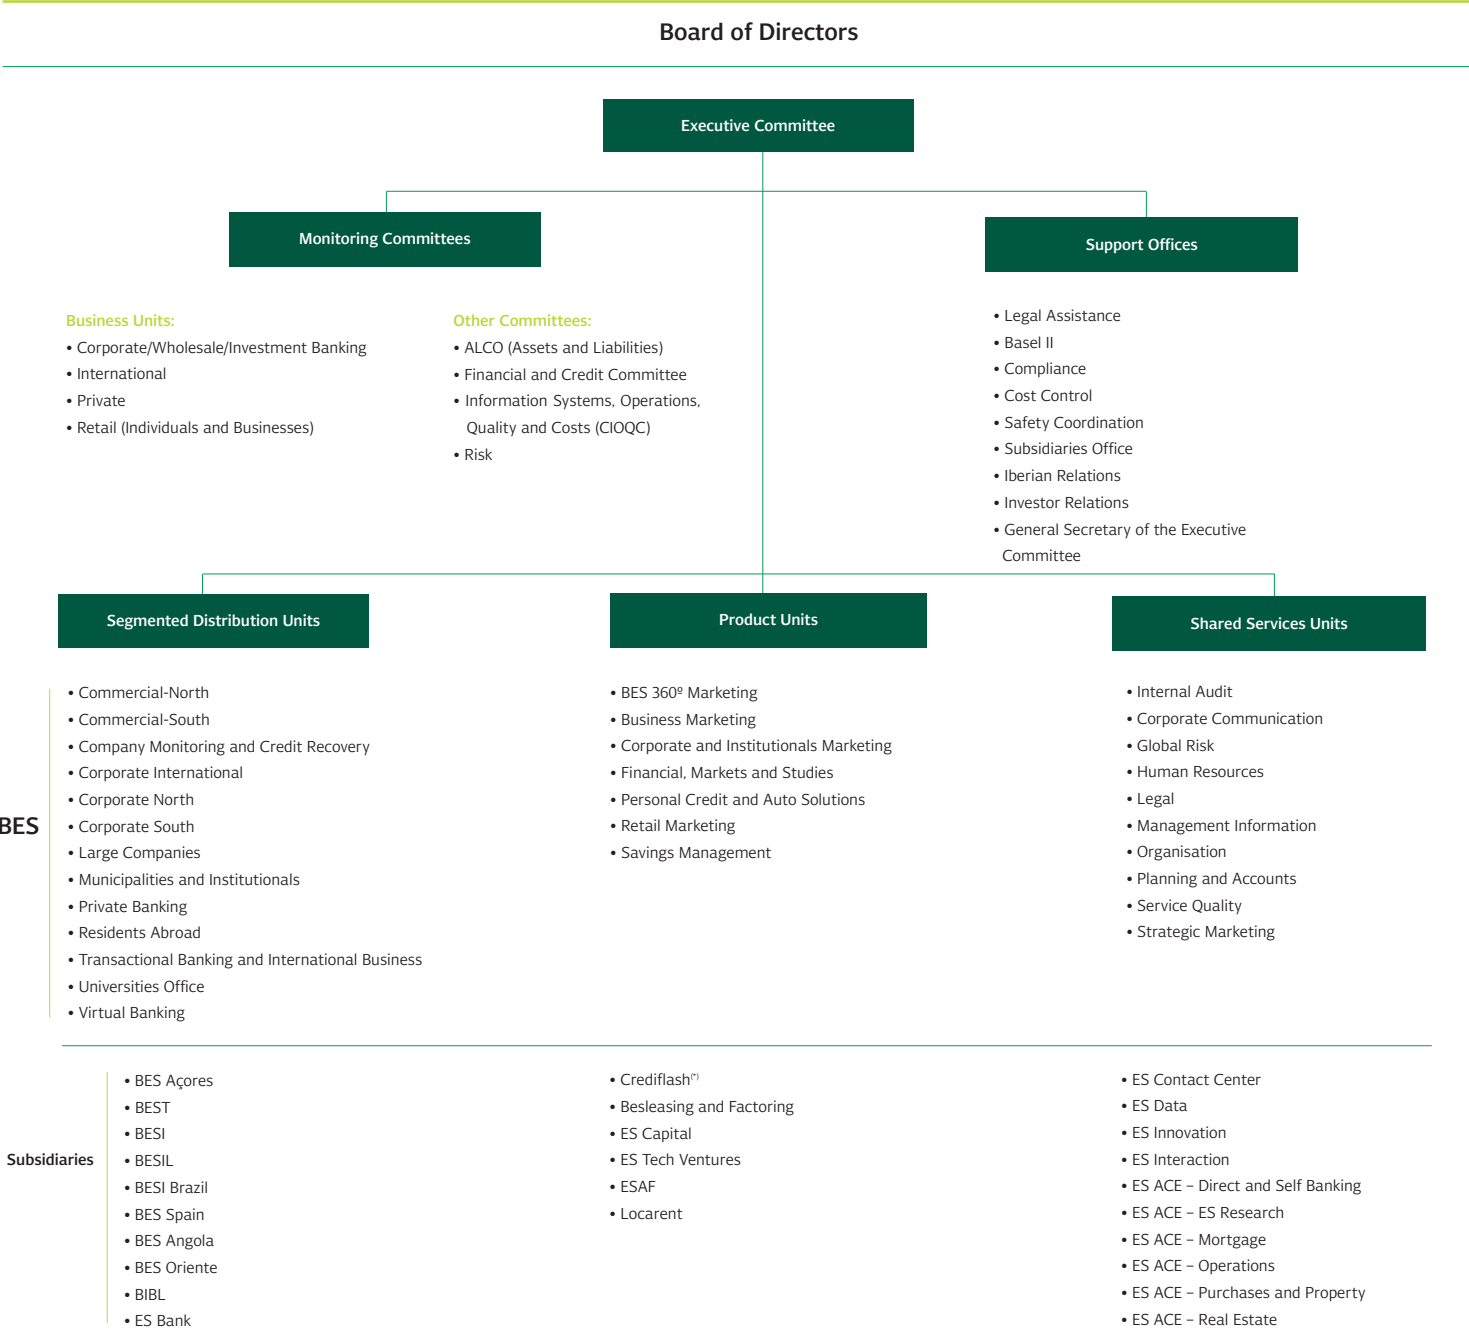 Board of Directors
Executive Committee
Monitoring Committees
Support Offices
Business Units:
• Corporate/Wholesale/Investment Banking
• International
• Private
• Retail (Individuals and Businesses)
Other Committees:
• ALCO (Assets and Liabilities)
• Financial and Credit Committee
• Information Systems, Operations,
Quality and Costs (CIOQC)
• Risk
• Legal Assistance
• Basel II
• Compliance
• Cost Control
• Safety Coordination
• Subsidiaries Office
• Iberian Relations
• Investor Relations
• General Secretary of the Executive
Committee
Segmented Distribution Units
Product Units
Shared Services Units
BES
• Commercial-North
• Commercial-South
• Company Monitoring and Credit Recovery
• Corporate International
• Corporate North
• Corporate South
• Large Companies
• Municipalities and Institutionals
• Private Banking
• Residents Abroad
• Transactional Banking and International Business
• Universities Office
• Virtual Banking
• BES 360º Marketing
• Business Marketing
• Corporate and Institutionals Marketing
• Financial, Markets and Studies
• Personal Credit and Auto Solutions
• Retail Marketing
• Savings Management
• Internal Audit
• Corporate Communication
• Global Risk
• Human Resources
• Legal
• Management Information
• Organisation
• Planning and Accounts
• Service Quality
• Strategic Marketing
Subsidiaries
• BES Açores
• BEST
• BESI
• BESIL
• BESI Brazil
• BES Spain
• BES Angola
• BES Oriente
• BIBL
• ES Bank
• Crediflash(*)
• Besleasing and Factoring
• ES Capital
• ES Tech Ventures
• ESAF
• Locarent
• ES Contact Center
• ES Data
• ES Innovation
• ES Interaction
• ES ACE – Direct and Self Banking
• ES ACE – ES Research
• ES ACE – Mortgage
• ES ACE – Operations
• ES ACE – Purchases and Property
• ES ACE – Real Estate